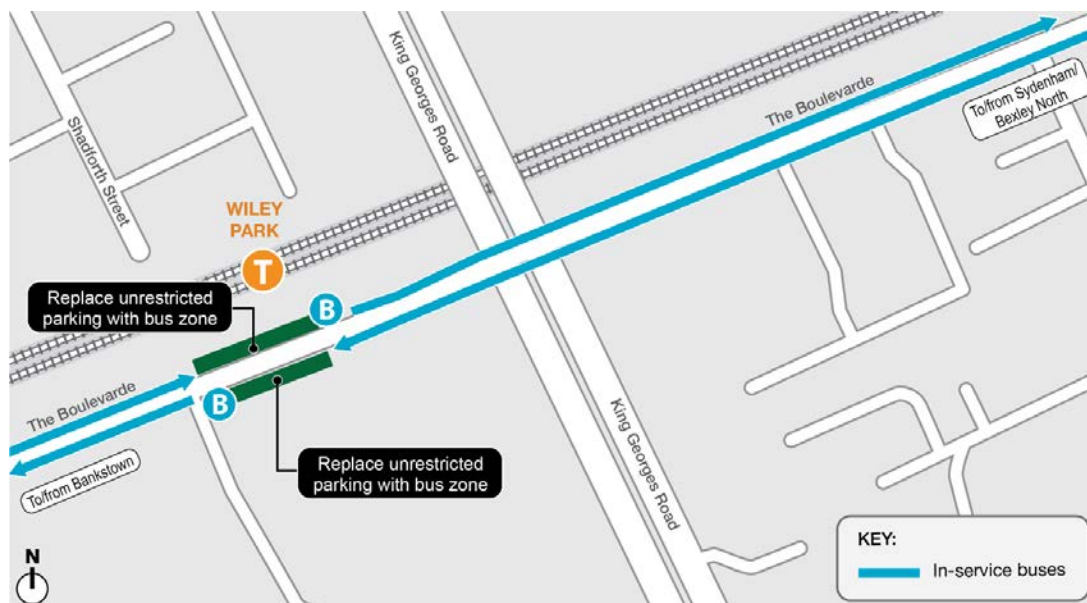 King Georges Road
The Boulevarde
To/from Sydenham/
Bexley North
Shadforth Street
WILEY
PARK
T
Replace unrestricted
parking with bus zone
B
The Boulevarde
B
To/from Bankstown
Replace unrestricted
parking with bus zone
King Georges Road
N
KEY:
In-service buses